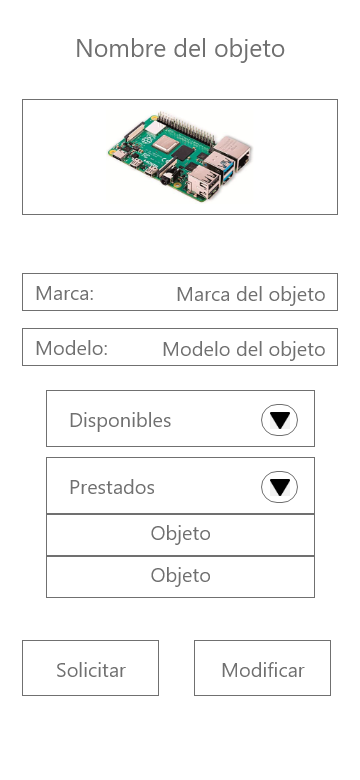 Nombre del objeto
Marca: Marca del objeto
Modelo: Modelo del objeto
Disponibles
Prestados
Objeto
Objeto
Solicitar Modificar